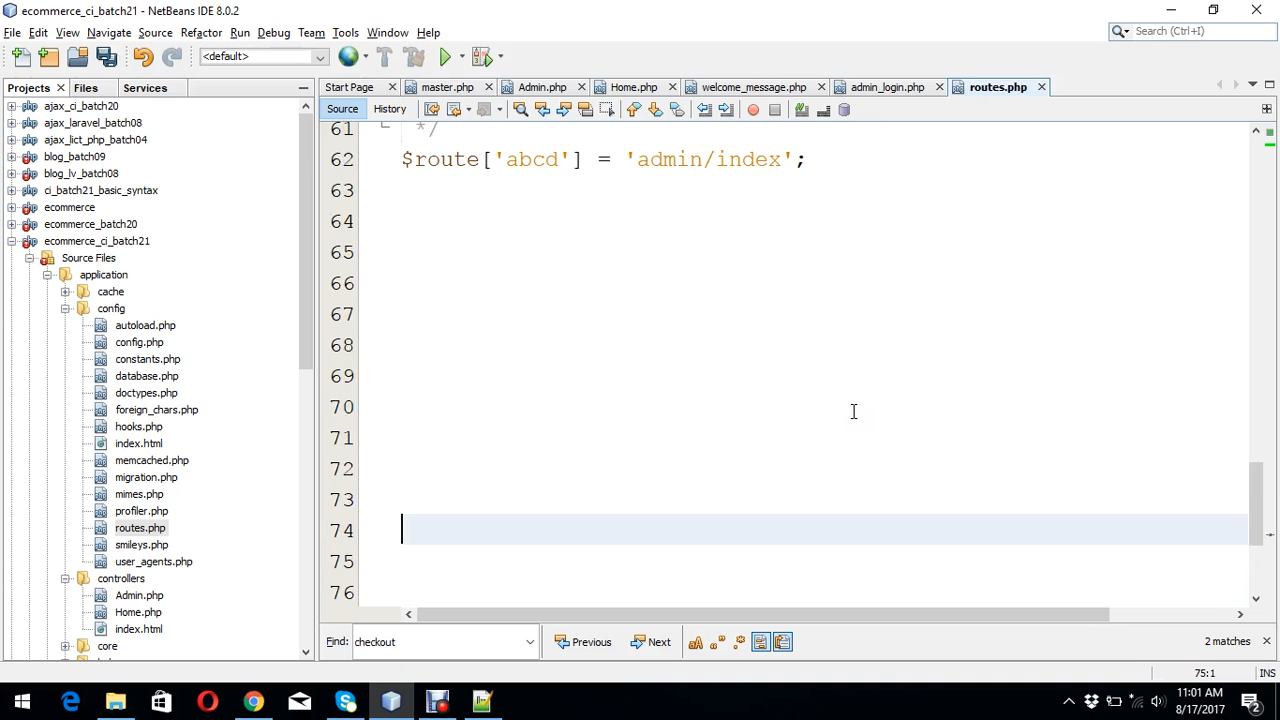 ecommerce_ci_batch21 - NetBeans IDE 8.0.2
File Edit View Navigate Source Refactor Run Debug Team Tools Window Help
Search (Ctrl+I)
<default>
Projects Files Services
Start Page master.php Admin.php Home.php welcome_message.php admin_login.php routes.php
Source History
ajax_ci_batch20
ajax_laravel_batch08
ajax_lict_php_batch04
blog_batch09
blog_lv_batch08
ci_batch21_basic_syntax
ecommerce
ecommerce_batch20
ecommerce_ci_batch21
Source Files
application
cache
config
autoload.php
config.php
constants.php
database.php
doctypes.php
foreign_chars.php
hooks.php
index.html
memcached.php
migration.php
mimes.php
profiler.php
routes.php
smileys.php
user_agents.php
controllers
Admin.php
Home.php
index.html
core
61 */
62 $route['abcd'] = 'admin/index';
63
64
65
66
67
68
69
70
71
72
73
74
75
76
Find: checkout Previous Next 2 matches
75:1 INS
11:01 AM
8/17/2017
2